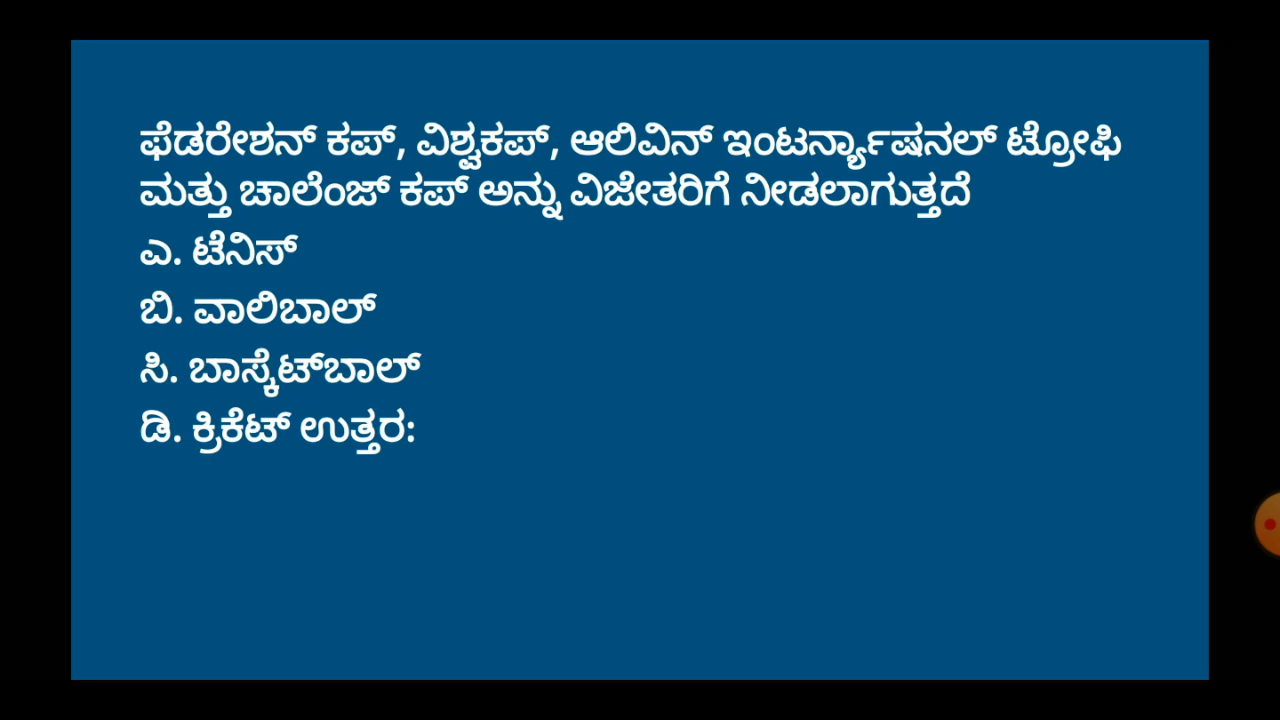 ಫೆಡರೇಶನ್ ಕಪ್, ವಿಶ್ವಕಪ್, ಆಲಿವಿನ್ ಇಂಟರ್ನ್ಯಾಷನಲ್ ಟ್ರೋಫಿ
ಮತ್ತು ಚಾಲೆಂಜ್ ಕಪ್ ಅನ್ನು ವಿಜೇತರಿಗೆ ನೀಡಲಾಗುತ್ತದೆ
ಎ. ಟೆನಿಸ್
ಬಿ. ವಾಲಿಬಾಲ್
ಸಿ. ಬಾಸ್ಕೆಟ್‌ಬಾಲ್
ಡಿ. ಕ್ರಿಕೆಟ್ ಉತ್ತರ: